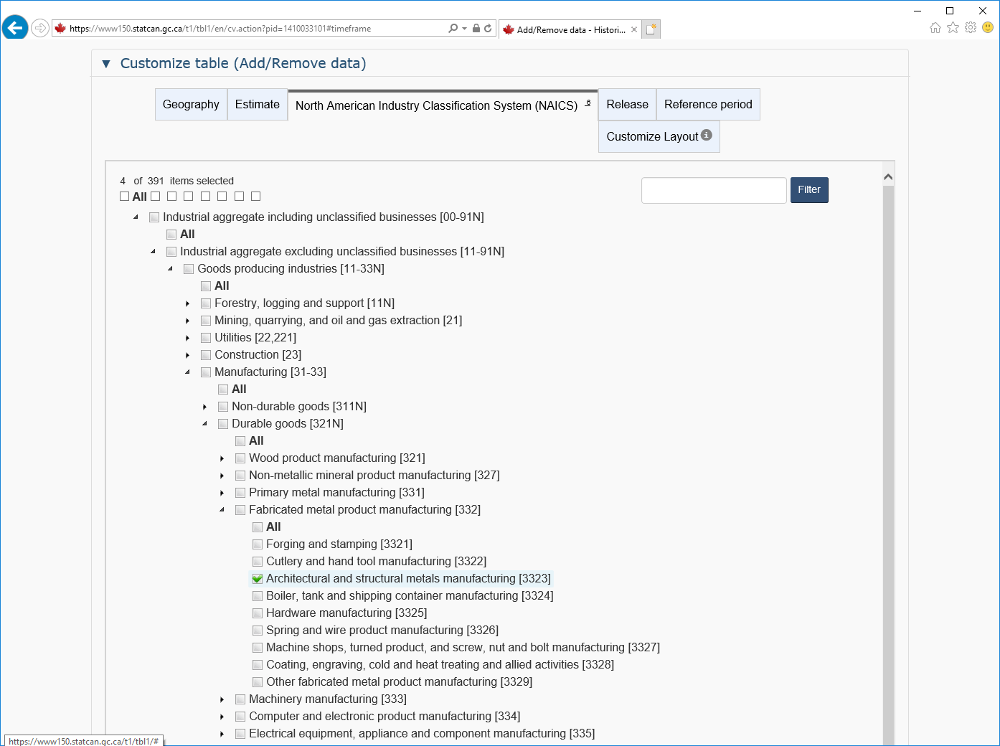 https://www150.statcan.gc.ca/t1/tbl1/en/cv.action?pid=1410033101#timeframe
Add/Remove data - Histori...
Customize table (Add/Remove data)
Geography
Estimate
North American Industry Classification System (NAICS) 6
Release
Reference period
Customize Layout
4 of 391 items selected
All
Filter
Industrial aggregate including unclassified businesses [00-91N]
All
Industrial aggregate excluding unclassified businesses [11-91N]
Goods producing industries [11-33N]
All
Forestry, logging and support [11N]
Mining, quarrying, and oil and gas extraction [21]
Utilities [22,221]
Construction [23]
Manufacturing [31-33]
All
Non-durable goods [311N]
Durable goods [321N]
All
Wood product manufacturing [321]
Non-metallic mineral product manufacturing [327]
Primary metal manufacturing [331]
Fabricated metal product manufacturing [332]
All
Forging and stamping [3321]
Cutlery and hand tool manufacturing [3322]
Architectural and structural metals manufacturing [3323]
Boiler, tank and shipping container manufacturing [3324]
Hardware manufacturing [3325]
Spring and wire product manufacturing [3326]
Machine shops, turned product, and screw, nut and bolt manufacturing [3327]
Coating, engraving, cold and heat treating and allied activities [3328]
Other fabricated metal product manufacturing [3329]
Machinery manufacturing [333]
Computer and electronic product manufacturing [334]
Electrical equipment, appliance and component manufacturing [335]
https://www150.statcan.gc.ca/t1/tbl1/#